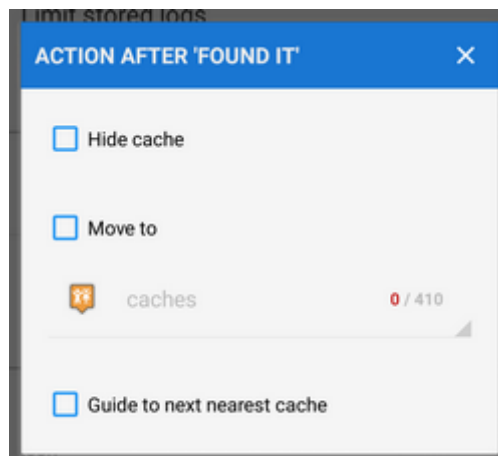 Limit stored logs
ACTION AFTER 'FOUND IT'
Hide cache
Move to
caches 0 / 410
Guide to next nearest cache